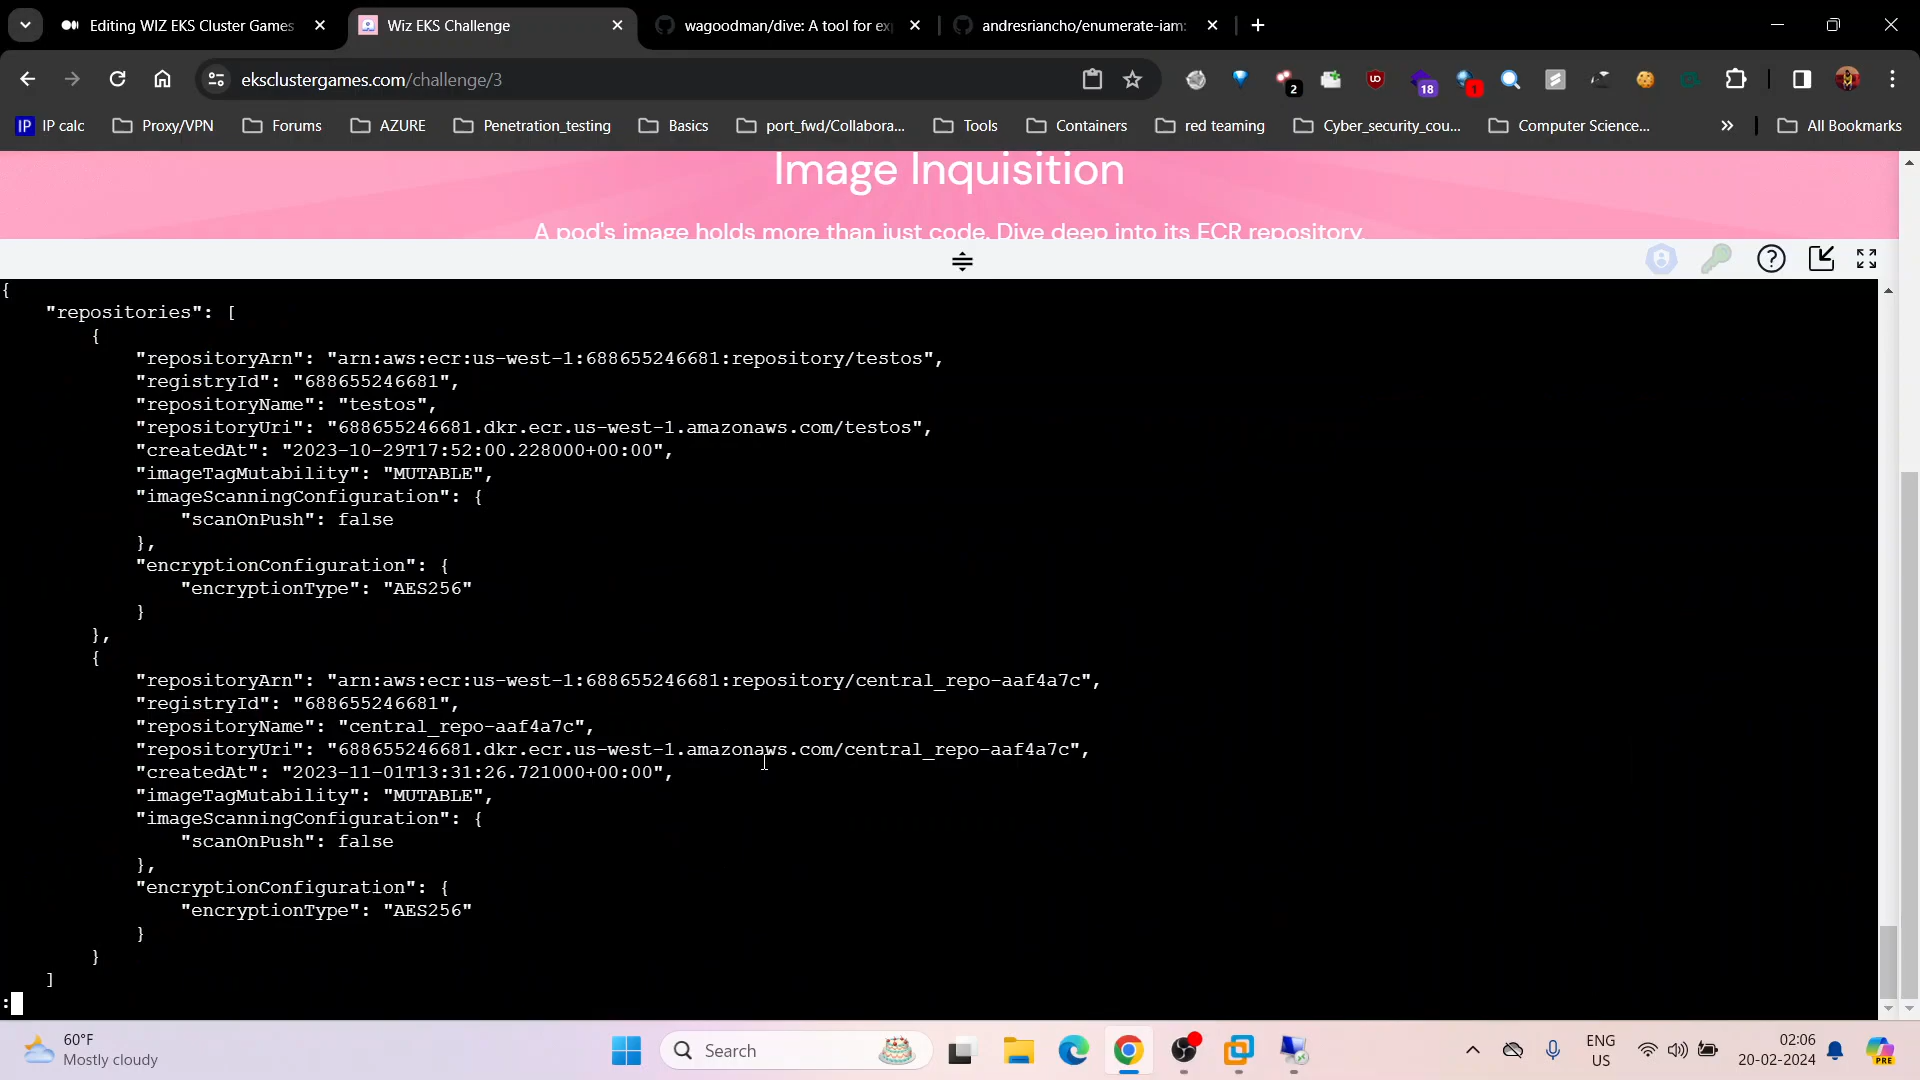 Editing WIZ EKS Cluster Games
Wiz EKS Challenge
wagoodman/dive: A tool for ex
andresriancho/enumerate-iam:
eksclustergames.com/challenge/3
2
18
1
IP IP calc
Proxy/VPN
Forums
AZURE
Penetration_testing
Basics
port_fwd/Collabora...
Tools
Containers
red teaming
Cyber_security_cou...
Computer Science...
All Bookmarks
Image Inquisition
A pod's image holds more than just code. Dive deep into its ECR repository.
{
"repositories": [
{
"repositoryArn": "arn:aws:ecr:us-west-1:688655246681:repository/testos",
"registryId": "688655246681",
"repositoryName": "testos",
"repositoryUri": "688655246681.dkr.ecr.us-west-1.amazonaws.com/testos",
"createdAt": "2023-10-29T17:52:00.228000+00:00",
"imageTagMutability": "MUTABLE",
"imageScanningConfiguration": {
"scanOnPush": false
},
"encryptionConfiguration": {
"encryptionType": "AES256"
}
},
{
"repositoryArn": "arn:aws:ecr:us-west-1:688655246681:repository/central_repo-aaf4a7c",
"registryId": "688655246681",
"repositoryName": "central_repo-aaf4a7c",
"repositoryUri": "688655246681.dkr.ecr.us-west-1.amazonaws.com/central_repo-aaf4a7c",
"createdAt": "2023-11-01T13:31:26.721000+00:00",
"imageTagMutability": "MUTABLE",
"imageScanningConfiguration": {
"scanOnPush": false
},
"encryptionConfiguration": {
"encryptionType": "AES256"
}
}
]
:
60°F
Mostly cloudy
Search
ENG
US
02:06
20-02-2024
PRE